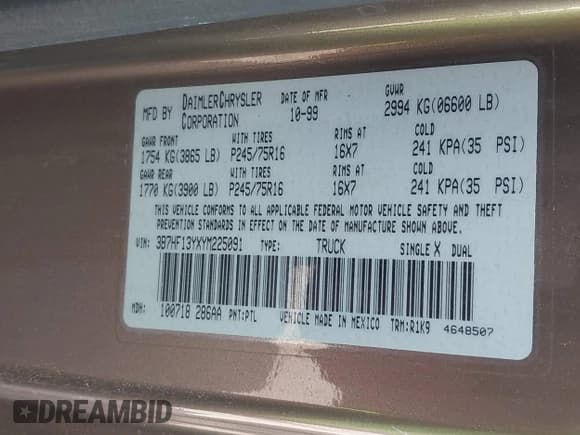 MFD BY DAIMLERCHRYSLER CORPORATION DATE OF MFR 10-99 GVWR 2994 KG(06600 LB)
GAWR FRONT WITH TIRES RIMS AT COLD
1754 KG(3865 LB) P245/75R16 16X7 241 KPA(35 PSI)
GAWR REAR WITH TIRES RIMS AT COLD
1770 KG(3900 LB) P245/75R16 16X7 241 KPA(35 PSI)
THIS VEHICLE CONFORMS TO ALL APPLICABLE FEDERAL MOTOR VEHICLE SAFETY AND THEFT
PREVENTION STANDARDS IN EFFECT ON THE DATE OF MANUFACTURE SHOWN ABOVE.
VIN: 3B7HF13YXYM225091 TYPE: TRUCK SINGLE X DUAL
MDH: 100718 286AA PNT:PTL VEHICLE MADE IN MEXICO TRM:R1K9 4648507
DREAMBID